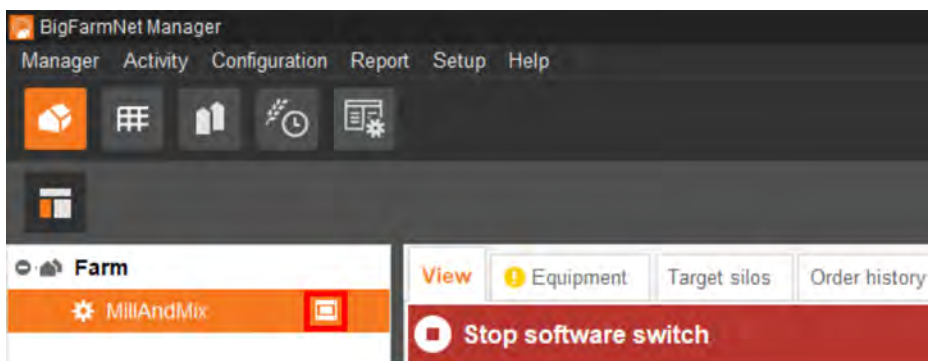 BigFarmNet Manager
Manager Activity Configuration Report Setup Help
Farm
MillAndMix
View Equipment Target silos Order history
Stop software switch